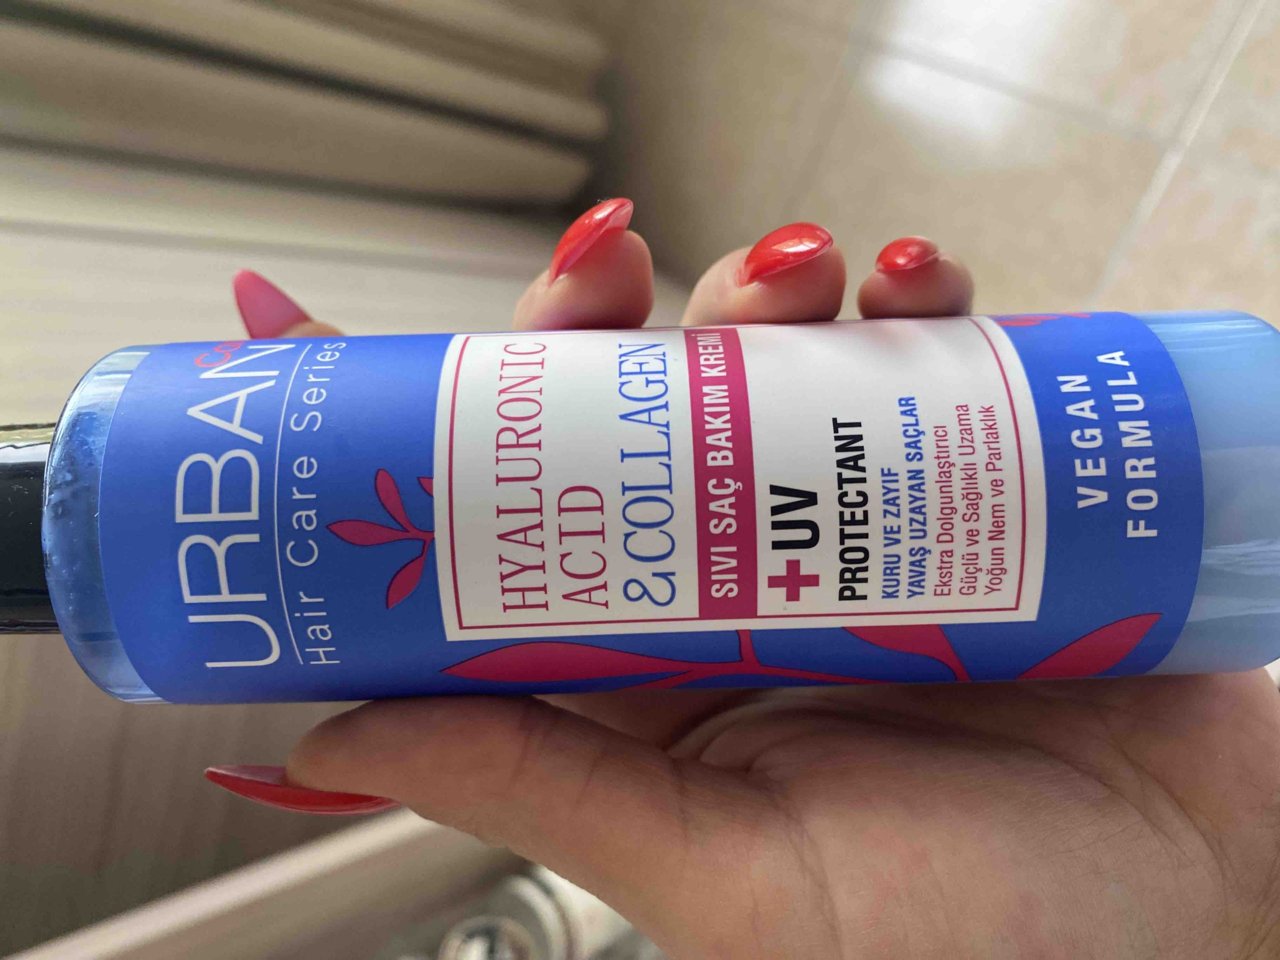 URBAN
Hair Care Series
HYALURONIC
ACID
& COLLAGEN
SIVI SAÇ BAKIM KREMİ
+ UV
PROTECTANT
KURU VE ZAYIF
YAVAŞ UZAYAN SAÇLAR
Ekstra Dolgunlaştırıcı
Güçlü ve Sağlıklı Uzama
Yoğun Nem ve Parlaklık
VEGAN
FORMULA